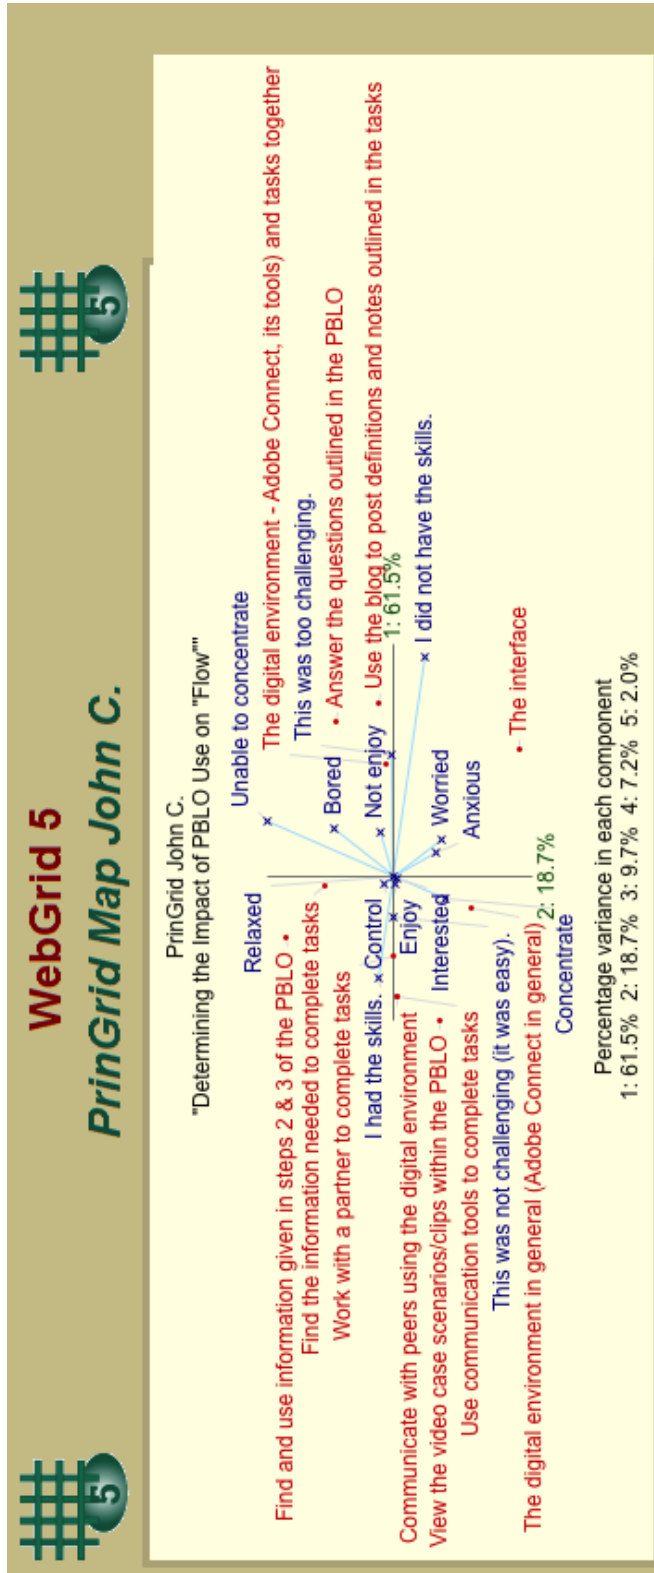 WebGrid 5
PrinGrid Map John C.
5
5
PrinGrid John C.
"Determining the Impact of PBLO Use on "Flow""
Unable to concentrate
Relaxed
The digital environment - Adobe Connect, its tools) and tasks together
Find and use information given in steps 2 & 3 of the PBLO
This was too challenging.
Find the information needed to complete tasks
Bored
Answer the questions outlined in the PBLO
Work with a partner to complete tasks
Not enjoy
Use the blog to post definitions and notes outlined in the tasks
I had the skills.
Control
1: 61.5%
Communicate with peers using the digital environment
Enjoy
I did not have the skills.
View the video case scenarios/clips within the PBLO
Interested
Worried
Use communication tools to complete tasks
Anxious
This was not challenging (it was easy).
The interface
The digital environment in general (Adobe Connect in general)
2: 18.7%
Concentrate
Percentage variance in each component
1: 61.5% 2: 18.7% 3: 9.7% 4: 7.2% 5: 2.0%